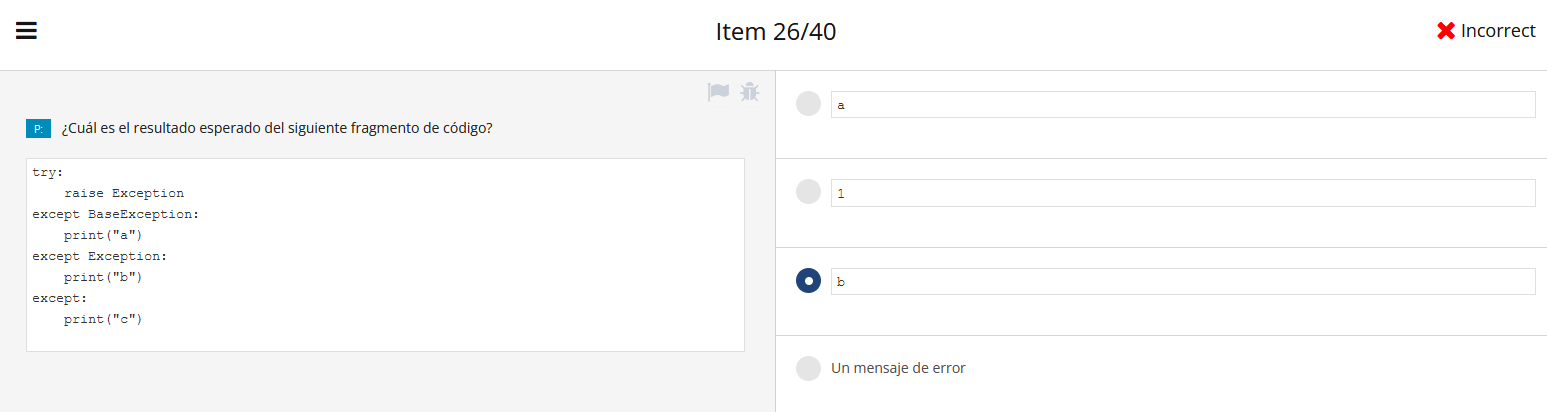 Item 26/40
Incorrect
P: ¿Cuál es el resultado esperado del siguiente fragmento de código?
try:
    raise Exception
except BaseException:
    print("a")
except Exception:
    print("b")
except:
    print("c")
a
1
b
Un mensaje de error